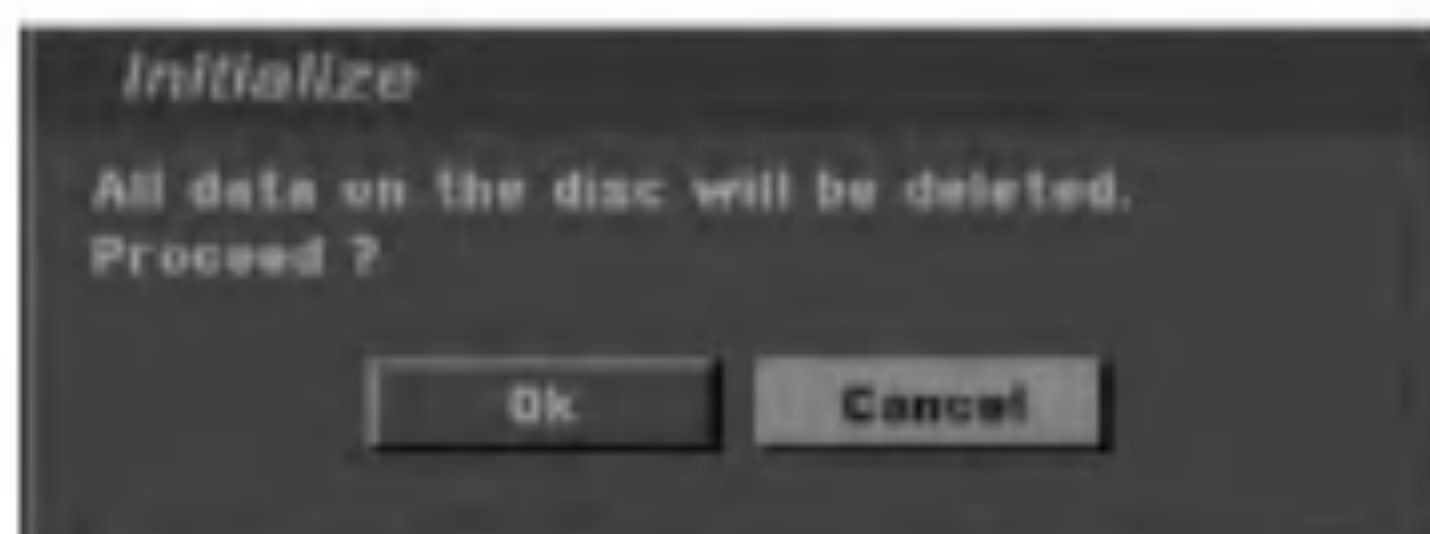 Initialize
All data on the disc will be deleted.
Proceed ?
Ok
Cancel